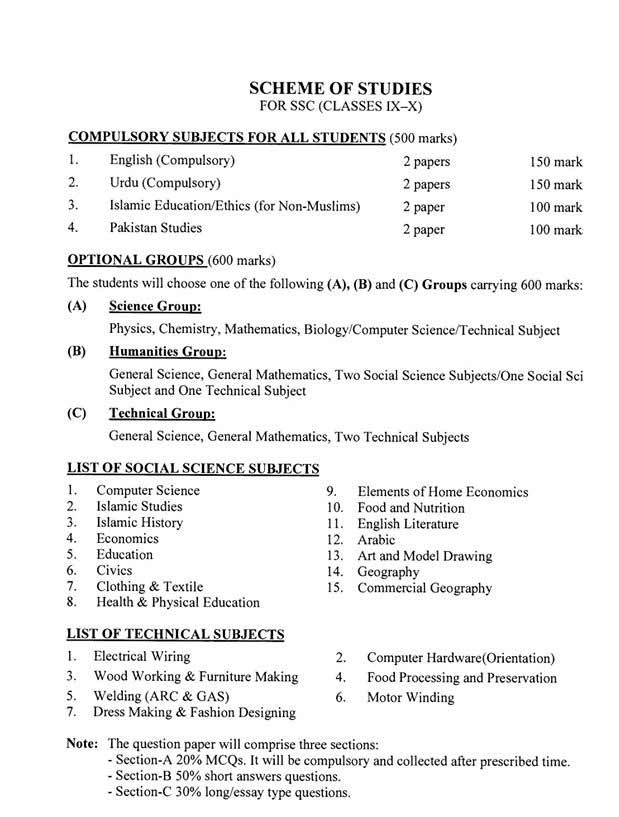 SCHEME OF STUDIES
FOR SSC (CLASSES IX–X)
COMPULSORY SUBJECTS FOR ALL STUDENTS (500 marks)
1. English (Compulsory) 2 papers 150 mark
2. Urdu (Compulsory) 2 papers 150 mark
3. Islamic Education/Ethics (for Non-Muslims) 2 paper 100 mark
4. Pakistan Studies 2 paper 100 mark
OPTIONAL GROUPS (600 marks)
The students will choose one of the following (A), (B) and (C) Groups carrying 600 marks:
(A) Science Group:
Physics, Chemistry, Mathematics, Biology/Computer Science/Technical Subject
(B) Humanities Group:
General Science, General Mathematics, Two Social Science Subjects/One Social Sci
Subject and One Technical Subject
(C) Technical Group:
General Science, General Mathematics, Two Technical Subjects
LIST OF SOCIAL SCIENCE SUBJECTS
1. Computer Science 9. Elements of Home Economics
2. Islamic Studies 10. Food and Nutrition
3. Islamic History 11. English Literature
4. Economics 12. Arabic
5. Education 13. Art and Model Drawing
6. Civics 14. Geography
7. Clothing & Textile 15. Commercial Geography
8. Health & Physical Education
LIST OF TECHNICAL SUBJECTS
1. Electrical Wiring 2. Computer Hardware(Orientation)
3. Wood Working & Furniture Making 4. Food Processing and Preservation
5. Welding (ARC & GAS) 6. Motor Winding
7. Dress Making & Fashion Designing
Note: The question paper will comprise three sections:
- Section-A 20% MCQs. It will be compulsory and collected after prescribed time.
- Section-B 50% short answers questions.
- Section-C 30% long/essay type questions.